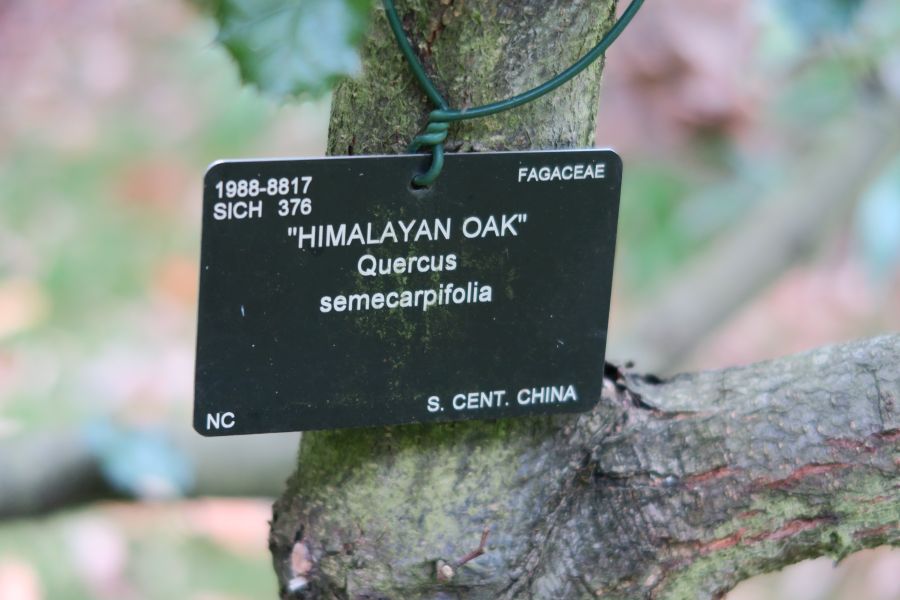 1988-8817
FAGACEAE
SICH 376
"HIMALAYAN OAK"
Quercus
semecarpifolia
NC
S. CENT. CHINA